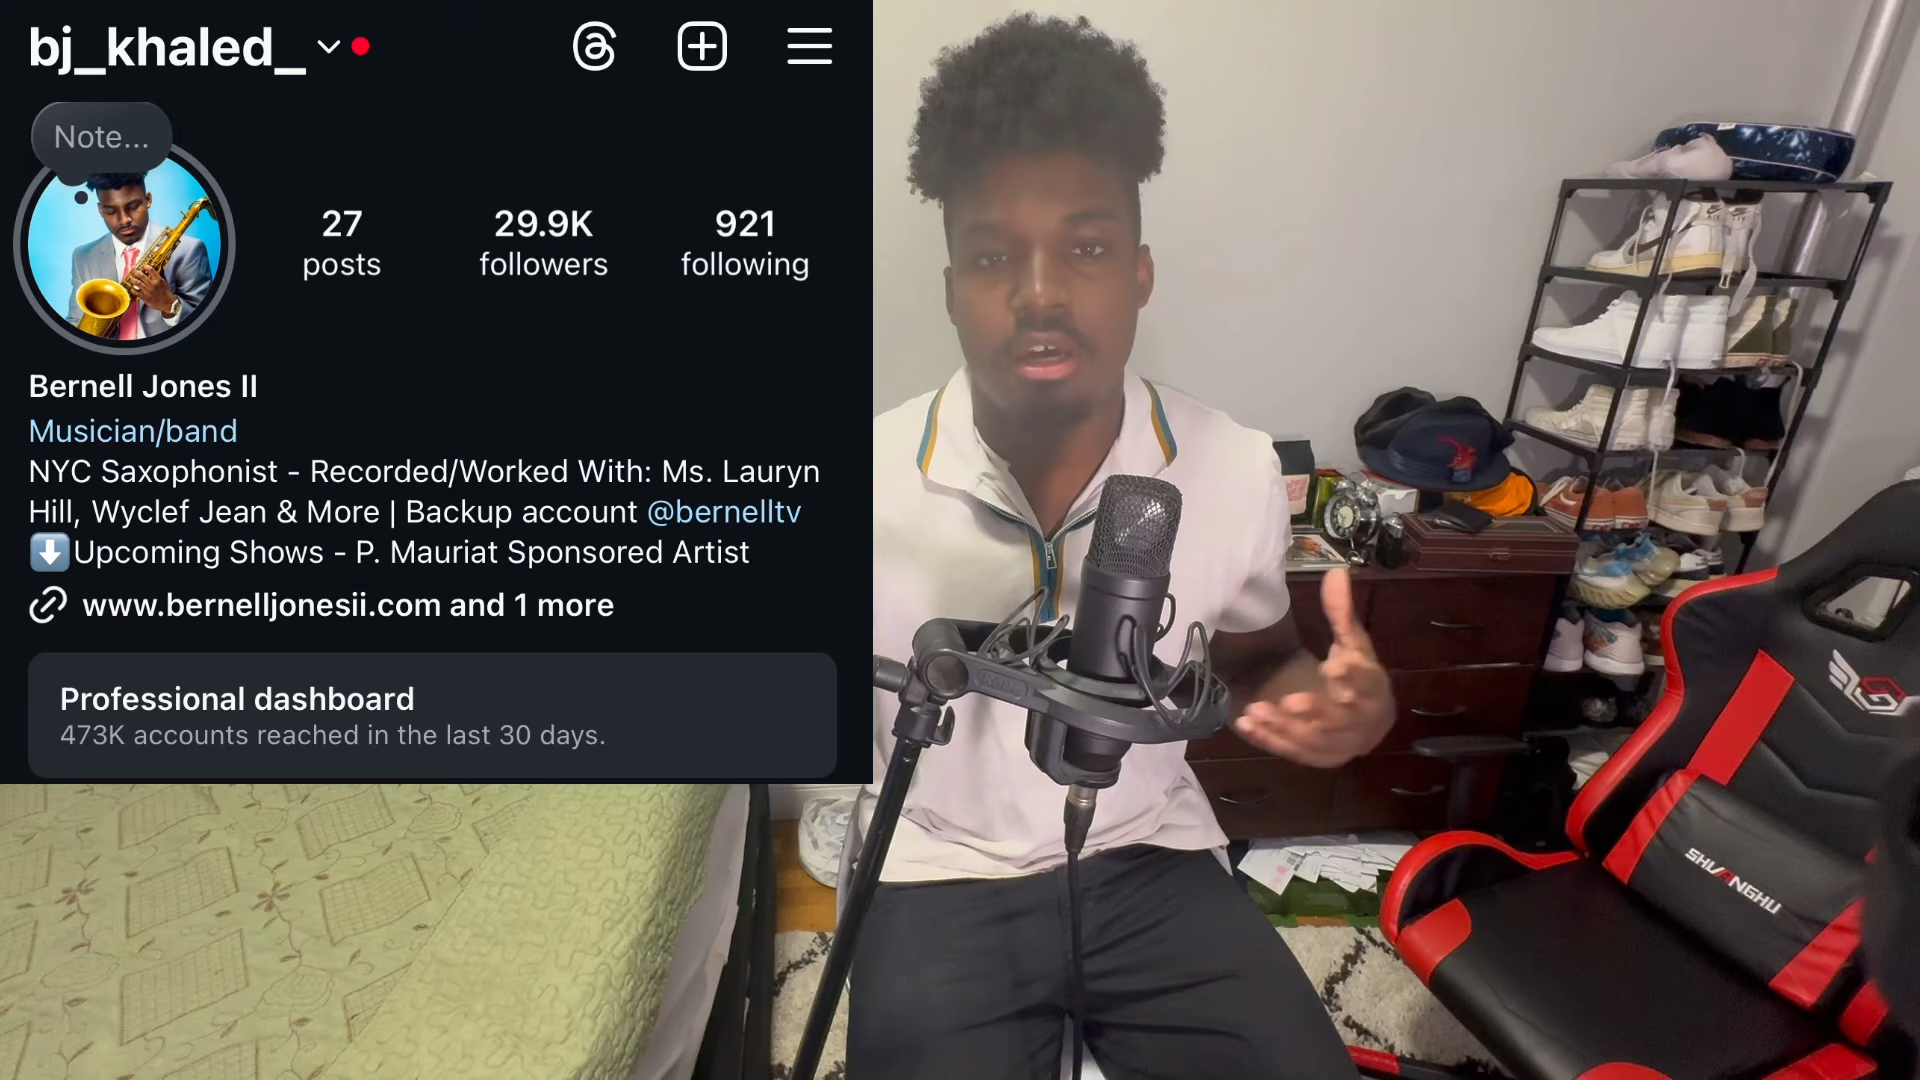 bj_khaled_
Note...
27
posts
29.9K
followers
921
following
Bernell Jones II
Musician/band
NYC Saxophonist - Recorded/Worked With: Ms. Lauryn
Hill, Wyclef Jean & More | Backup account @bernelltv
⬇️Upcoming Shows - P. Mauriat Sponsored Artist
www.bernelljonesii.com and 1 more
Professional dashboard
473K accounts reached in the last 30 days.
SHUANGHU